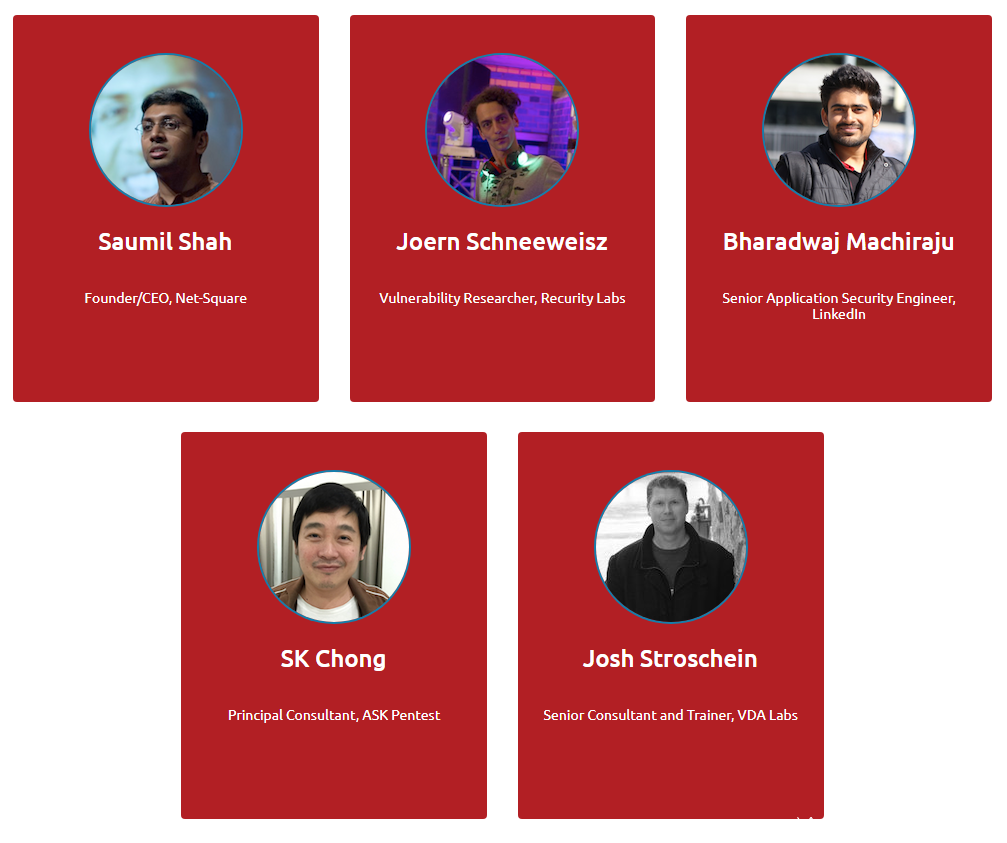 Saumil Shah
Founder/CEO, Net-Square
Joern Schneeweisz
Vulnerability Researcher, Recurity Labs
Bharadwaj Machiraju
Senior Application Security Engineer,
LinkedIn
SK Chong
Principal Consultant, ASK Pentest
Josh Stroschein
Senior Consultant and Trainer, VDA Labs